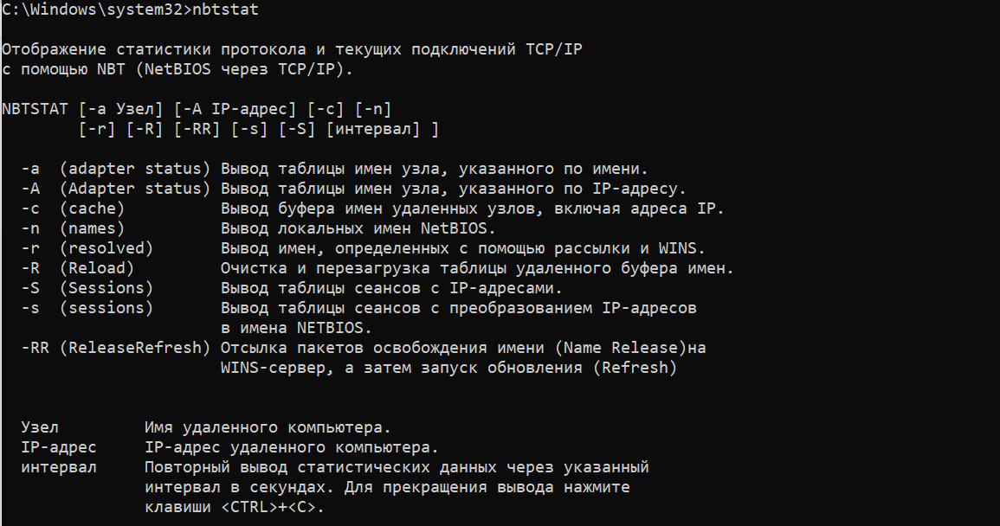 C:\Windows\system32>nbtstat
Отображение статистики протокола и текущих подключений TCP/IP
с помощью NBT (NetBIOS через TCP/IP).
NBTSTAT [-a Узел] [-A IP-адрес] [-c] [-n]
[-r] [-R] [-RR] [-s] [-S] [интервал] ]
-a (adapter status) Вывод таблицы имен узла, указанного по имени.
-A (Adapter status) Вывод таблицы имен узла, указанного по IP-адресу.
-c (cache) Вывод буфера имен удаленных узлов, включая адреса IP.
-n (names) Вывод локальных имен NetBIOS.
-r (resolved) Вывод имен, определенных с помощью рассылки и WINS.
-R (Reload) Очистка и перезагрузка таблицы удаленного буфера имен.
-S (Sessions) Вывод таблицы сеансов с IP-адресами.
-s (sessions) Вывод таблицы сеансов с преобразованием IP-адресов
в имена NETBIOS.
-RR (ReleaseRefresh) Отсылка пакетов освобождения имени (Name Release)на
WINS-сервер, а затем запуск обновления (Refresh)
Узел Имя удаленного компьютера.
IP-адрес IP-адрес удаленного компьютера.
интервал Повторный вывод статистических данных через указанный
интервал в секундах. Для прекращения вывода нажмите
клавиши <CTRL>+<C>.